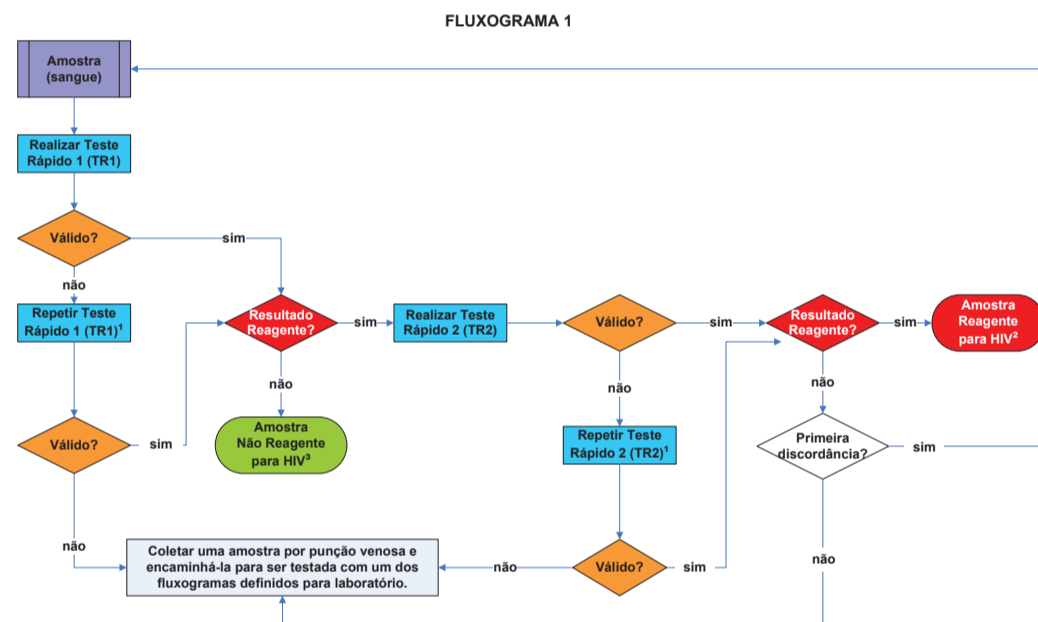 FLUXOGRAMA 1
Amostra
(sangue)
Realizar Teste
Rápido 1 (TR1)
Válido?
sim
não
Repetir Teste
Rápido 1 (TR1)¹
Resultado
Reagente?
sim
Realizar Teste
Rápido 2 (TR2)
Válido?
sim
Resultado
Reagente?
sim
Amostra
Reagente
para HIV²
não
não
não
Válido?
sim
Amostra
Não Reagente
para HIV³
Repetir Teste
Rápido 2 (TR2)¹
Primeira
discordância?
sim
não
Coletar uma amostra por punção venosa e
encaminhá-la para ser testada com um dos
fluxogramas definidos para laboratório.
não
Válido?
sim
não